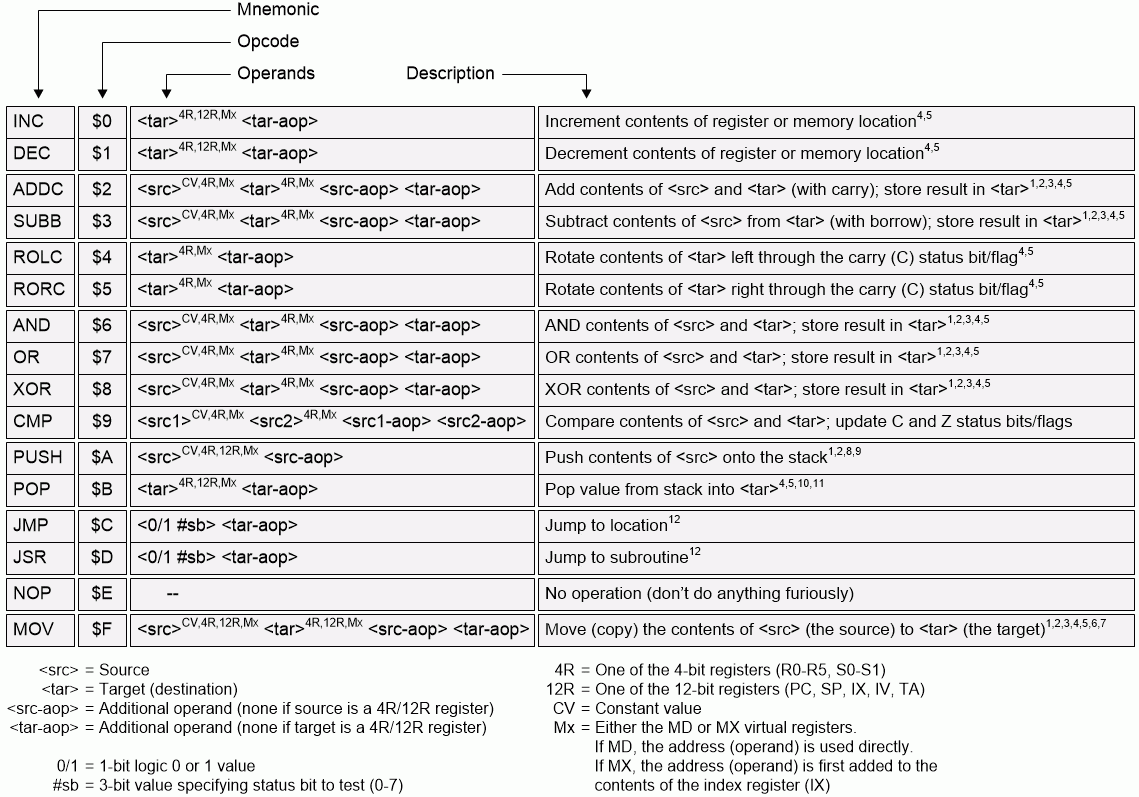 Mnemonic
Opcode
Operands Description
INC $0 <tar>4R,12R,Mx <tar-aop> Increment contents of register or memory location4,5
DEC $1 <tar>4R,12R,Mx <tar-aop> Decrement contents of register or memory location4,5
ADDC $2 <src>CV,4R,Mx <tar>4R,Mx <src-aop> <tar-aop> Add contents of <src> and <tar> (with carry); store result in <tar>1,2,3,4,5
SUBB $3 <src>CV,4R,Mx <tar>4R,Mx <src-aop> <tar-aop> Subtract contents of <src> from <tar> (with borrow); store result in <tar>1,2,3,4,5
ROLC $4 <tar>4R,Mx <tar-aop> Rotate contents of <tar> left through the carry (C) status bit/flag4,5
RORC $5 <tar>4R,Mx <tar-aop> Rotate contents of <tar> right through the carry (C) status bit/flag4,5
AND $6 <src>CV,4R,Mx <tar>4R,Mx <src-aop> <tar-aop> AND contents of <src> and <tar>; store result in <tar>1,2,3,4,5
OR $7 <src>CV,4R,Mx <tar>4R,Mx <src-aop> <tar-aop> OR contents of <src> and <tar>; store result in <tar>1,2,3,4,5
XOR $8 <src>CV,4R,Mx <tar>4R,Mx <src-aop> <tar-aop> XOR contents of <src> and <tar>; store result in <tar>1,2,3,4,5
CMP $9 <src1>CV,4R,Mx <src2>4R,Mx <src1-aop> <src2-aop> Compare contents of <src> and <tar>; update C and Z status bits/flags
PUSH $A <src>CV,4R,12R,Mx <src-aop> Push contents of <src> onto the stack1,2,8,9
POP $B <tar>4R,12R,Mx <tar-aop> Pop value from stack into <tar>4,5,10,11
JMP $C <0/1 #sb> <tar-aop> Jump to location12
JSR $D <0/1 #sb> <tar-aop> Jump to subroutine12
NOP $E -- No operation (don't do anything furiously)
MOV $F <src>CV,4R,12R,Mx <tar>4R,12R,Mx <src-aop> <tar-aop> Move (copy) the contents of <src> (the source) to <tar> (the target)1,2,3,4,5,6,7
<src> = Source 4R = One of the 4-bit registers (R0-R5, S0-S1)
<tar> = Target (destination) 12R = One of the 12-bit registers (PC, SP, IX, IV, TA)
<src-aop> = Additional operand (none if source is a 4R/12R register) CV = Constant value
<tar-aop> = Additional operand (none if target is a 4R/12R register) Mx = Either the MD or MX virtual registers.
If MD, the address (operand) is used directly.
0/1 = 1-bit logic 0 or 1 value If MX, the address (operand) is first added to the
#sb = 3-bit value specifying status bit to test (0-7) contents of the index register (IX)